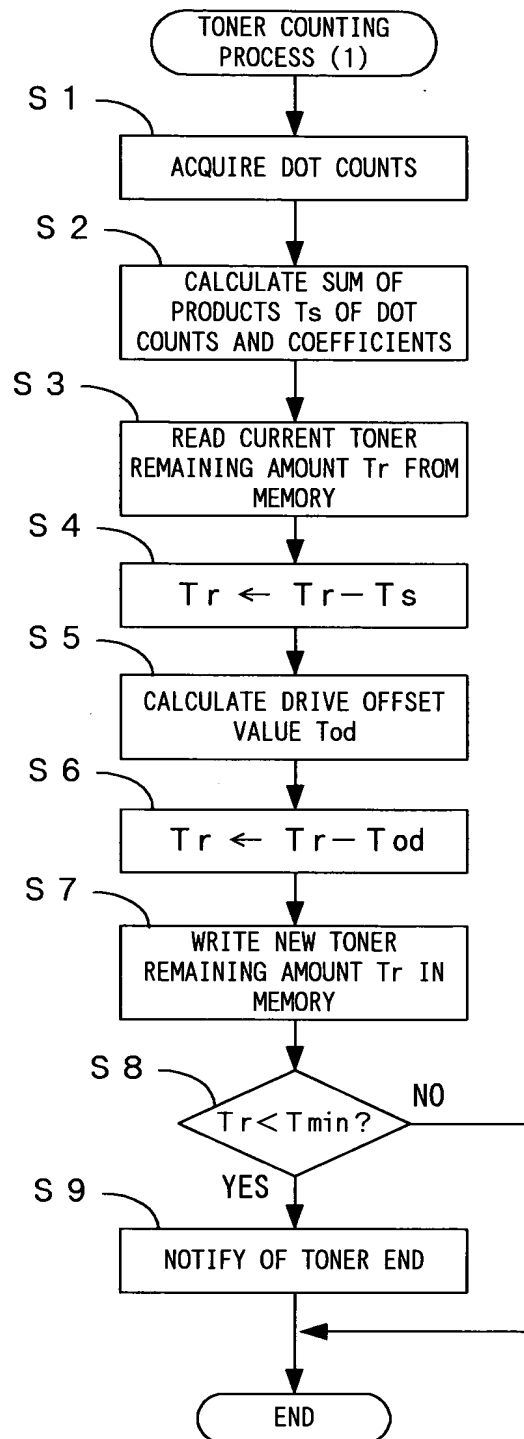 TONER COUNTING
PROCESS (1)
S 1
ACQUIRE DOT COUNTS
S 2
CALCULATE SUM OF
PRODUCTS Ts OF DOT
COUNTS AND COEFFICIENTS
S 3
READ CURRENT TONER
REMAINING AMOUNT Tr FROM
MEMORY
S 4
Tr ← Tr－Ts
S 5
CALCULATE DRIVE OFFSET
VALUE Tod
S 6
Tr ← Tr－Tod
S 7
WRITE NEW TONER
REMAINING AMOUNT Tr IN
MEMORY
S 8
Tr＜Tmin?
NO
YES
S 9
NOTIFY OF TONER END
END